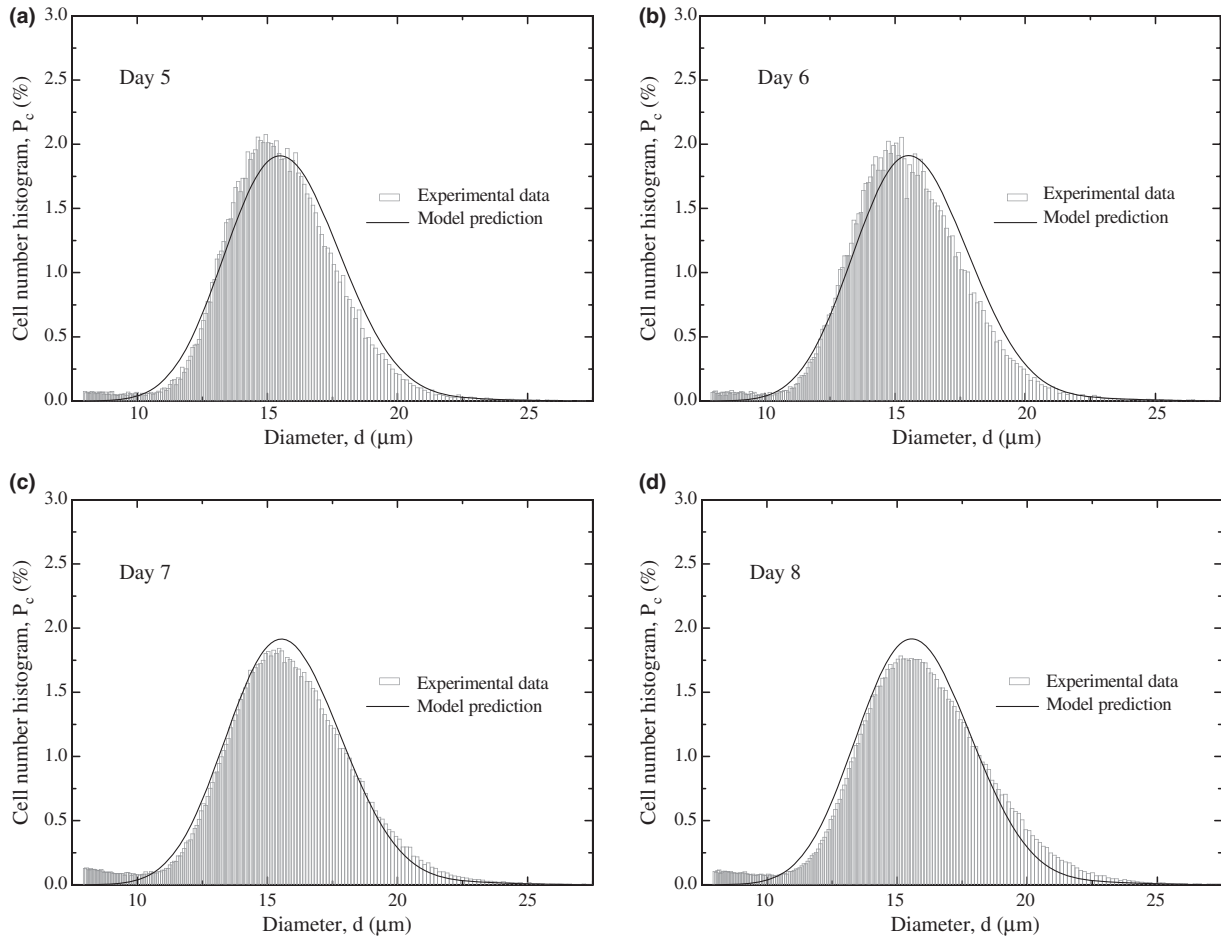 (a)
3.0
2.5
2.0
1.5
1.0
0.5
0.0
Cell number histogram, P_c (%)
Day 5
Experimental data
Model prediction
10 15 20 25
Diameter, d (μm)
(b)
3.0
2.5
2.0
1.5
1.0
0.5
0.0
Cell number histogram, P_c (%)
Day 6
Experimental data
Model prediction
10 15 20 25
Diameter, d (μm)
(c)
3.0
2.5
2.0
1.5
1.0
0.5
0.0
Cell number histogram, P_c (%)
Day 7
Experimental data
Model prediction
10 15 20 25
Diameter, d (μm)
(d)
3.0
2.5
2.0
1.5
1.0
0.5
0.0
Cell number histogram, P_c (%)
Day 8
Experimental data
Model prediction
10 15 20 25
Diameter, d (μm)